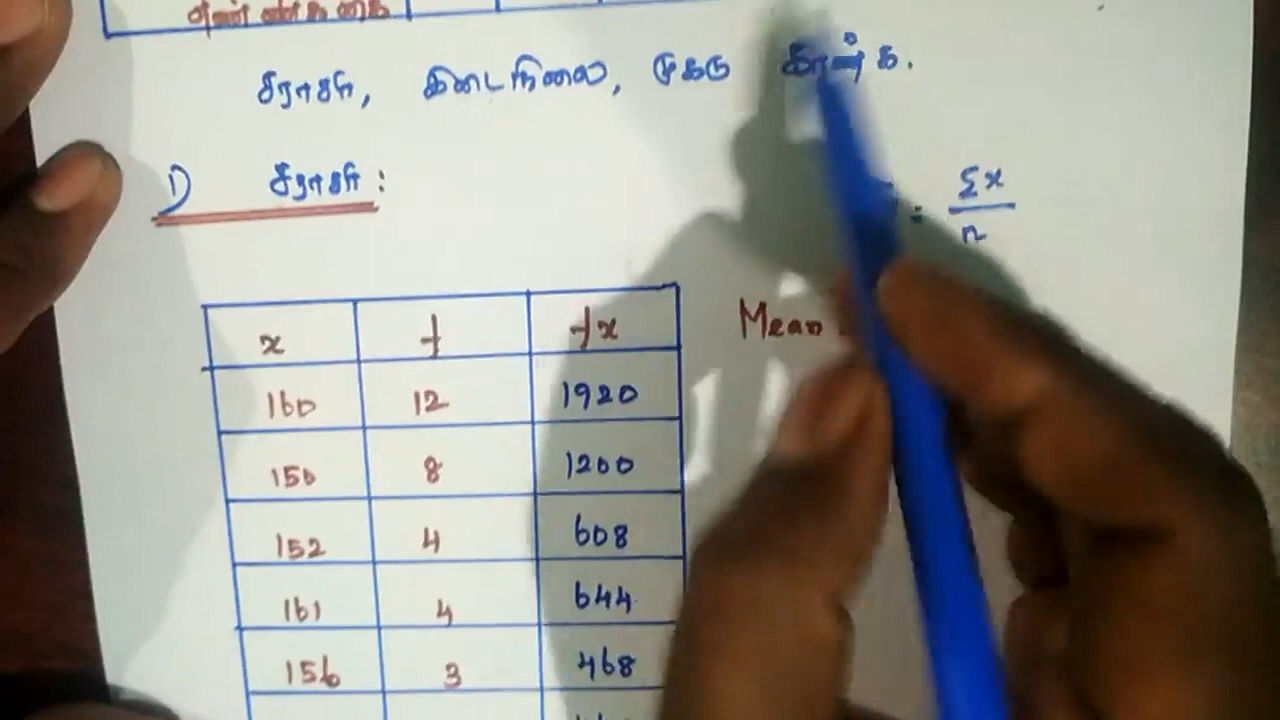 எண்ணிக்கை
சராசரி, இடைநிலை, முகடு காண்க.
1) சராசரி :
= Σx
n
x f fx Mean
160 12 1920
150 8 1200
152 4 608
161 4 644
156 3 468